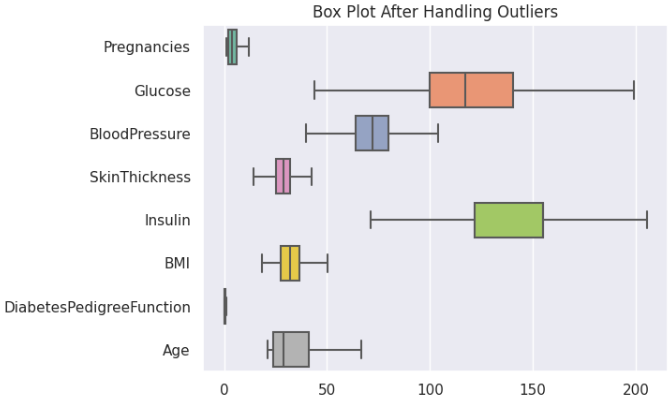 Box Plot After Handling Outliers
Pregnancies
Glucose
BloodPressure
SkinThickness
Insulin
BMI
DiabetesPedigreeFunction
Age
0 50 100 150 200